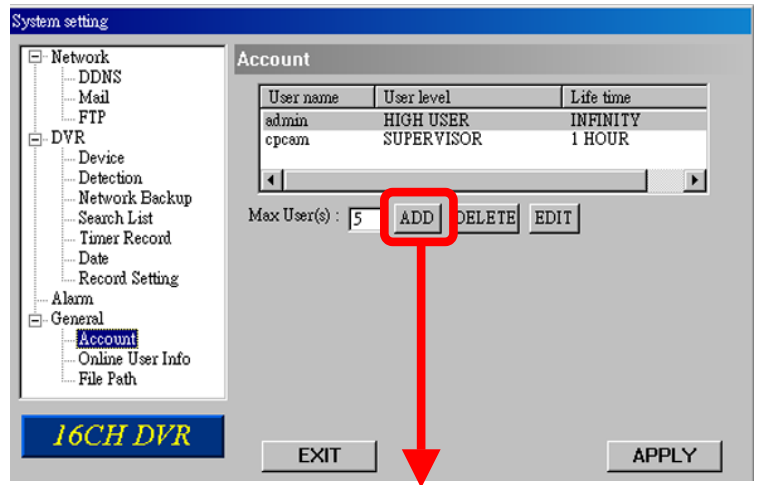 System setting
Network
DDNS
Mail
FTP
DVR
Device
Detection
Network Backup
Search List
Timer Record
Date
Record Setting
Alarm
General
Account
Online User Info
File Path
16CH DVR
Account
User name User level Life time
admin HIGH USER INFINITY
cpcam SUPERVISOR 1 HOUR
Max User(s) : 5 ADD DELETE EDIT
EXIT APPLY